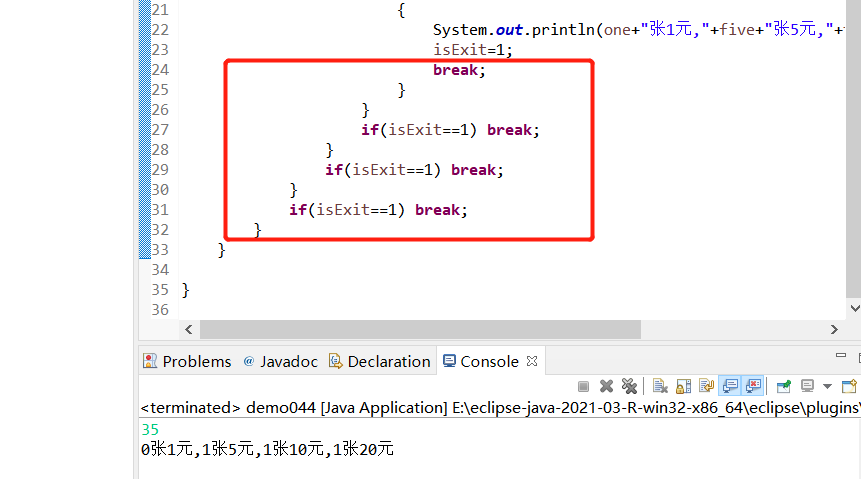 21 {
22 System.out.println(one+"张1元,"+five+"张5元,"+
23 isExit=1;
24 break;
25 }
26 }
27 if(isExit==1) break;
28 }
29 if(isExit==1) break;
30 }
31 if(isExit==1) break;
32 }
33 }
34
35 }
36
Problems @ Javadoc Declaration Console
<terminated> demo044 [Java Application] E:\eclipse-java-2021-03-R-win32-x86_64\eclipse\plugins\
35
0张1元,1张5元,1张10元,1张20元